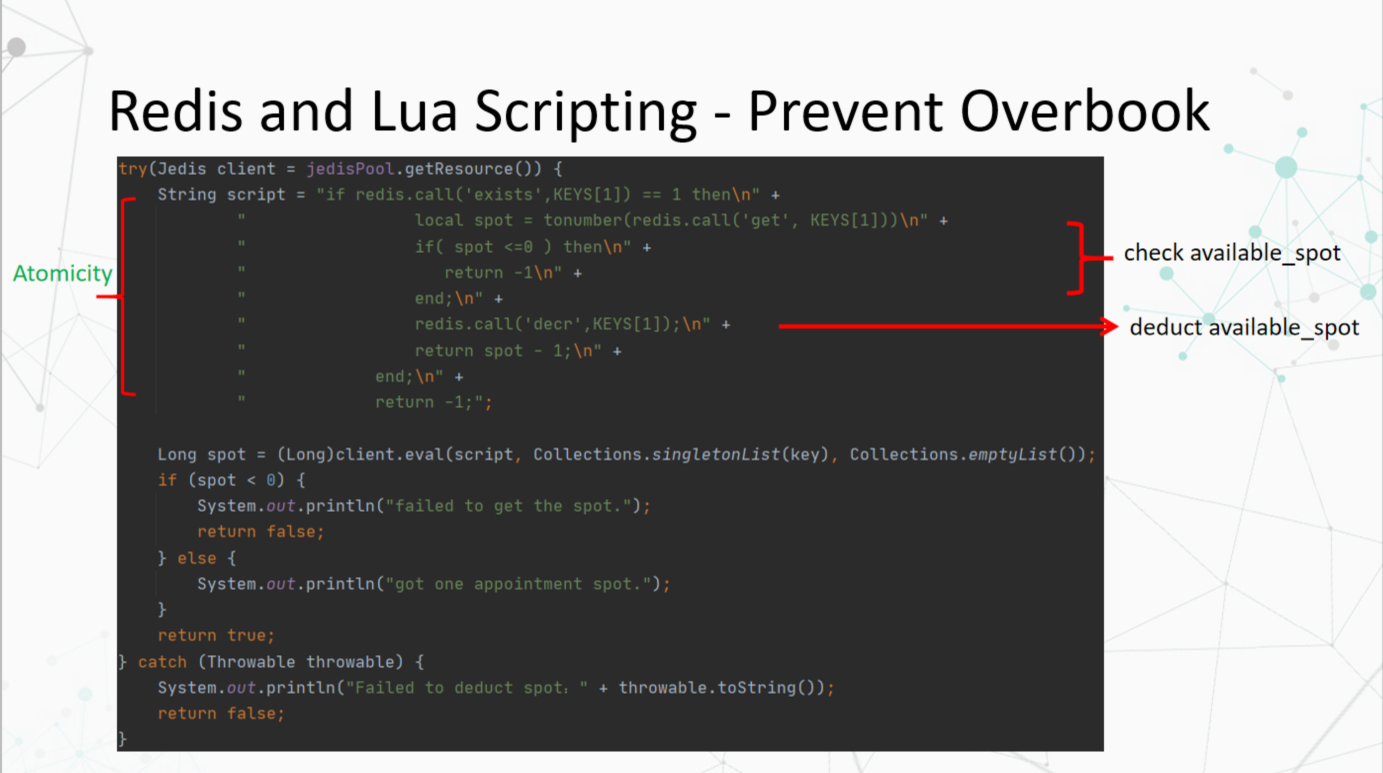 Redis and Lua Scripting - Prevent Overbook
try(Jedis client = jedisPool.getResource()) {
String script = "if redis.call('exists',KEYS[1]) == 1 then\n" +
" local spot = tonumber(redis.call('get', KEYS[1]))\n" +
" if( spot <=0 ) then\n" +
" return -1\n" +
" end;\n" +
" redis.call('decr',KEYS[1]);\n" +
" return spot - 1;\n" +
" end;\n" +
" return -1;";
Long spot = (Long)client.eval(script, Collections.singletonList(key), Collections.emptyList());
if (spot < 0) {
System.out.println("failed to get the spot.");
return false;
} else {
System.out.println("got one appointment spot.");
}
return true;
} catch (Throwable throwable) {
System.out.println("Failed to deduct spot：" + throwable.toString());
return false;
}
Atomicity
check available_spot
deduct available_spot